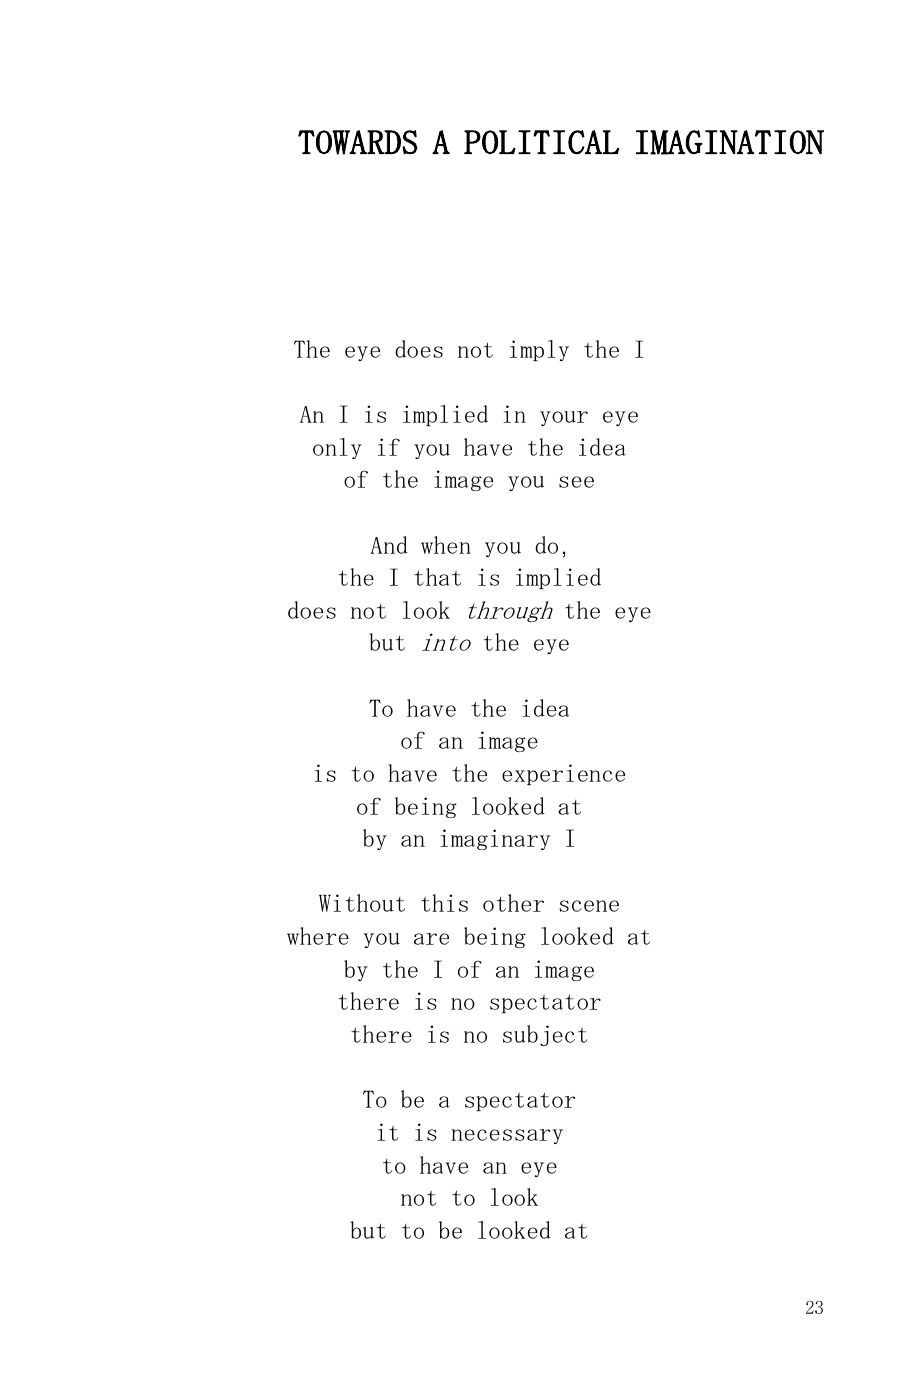 TOWARDS A POLITICAL IMAGINATION
The eye does not imply the I
An I is implied in your eye
only if you have the idea
of the image you see
And when you do,
the I that is implied
does not look through the eye
but into the eye
To have the idea
of an image
is to have the experience
of being looked at
by an imaginary I
Without this other scene
where you are being looked at
by the I of an image
there is no spectator
there is no subject
To be a spectator
it is necessary
to have an eye
not to look
but to be looked at
23